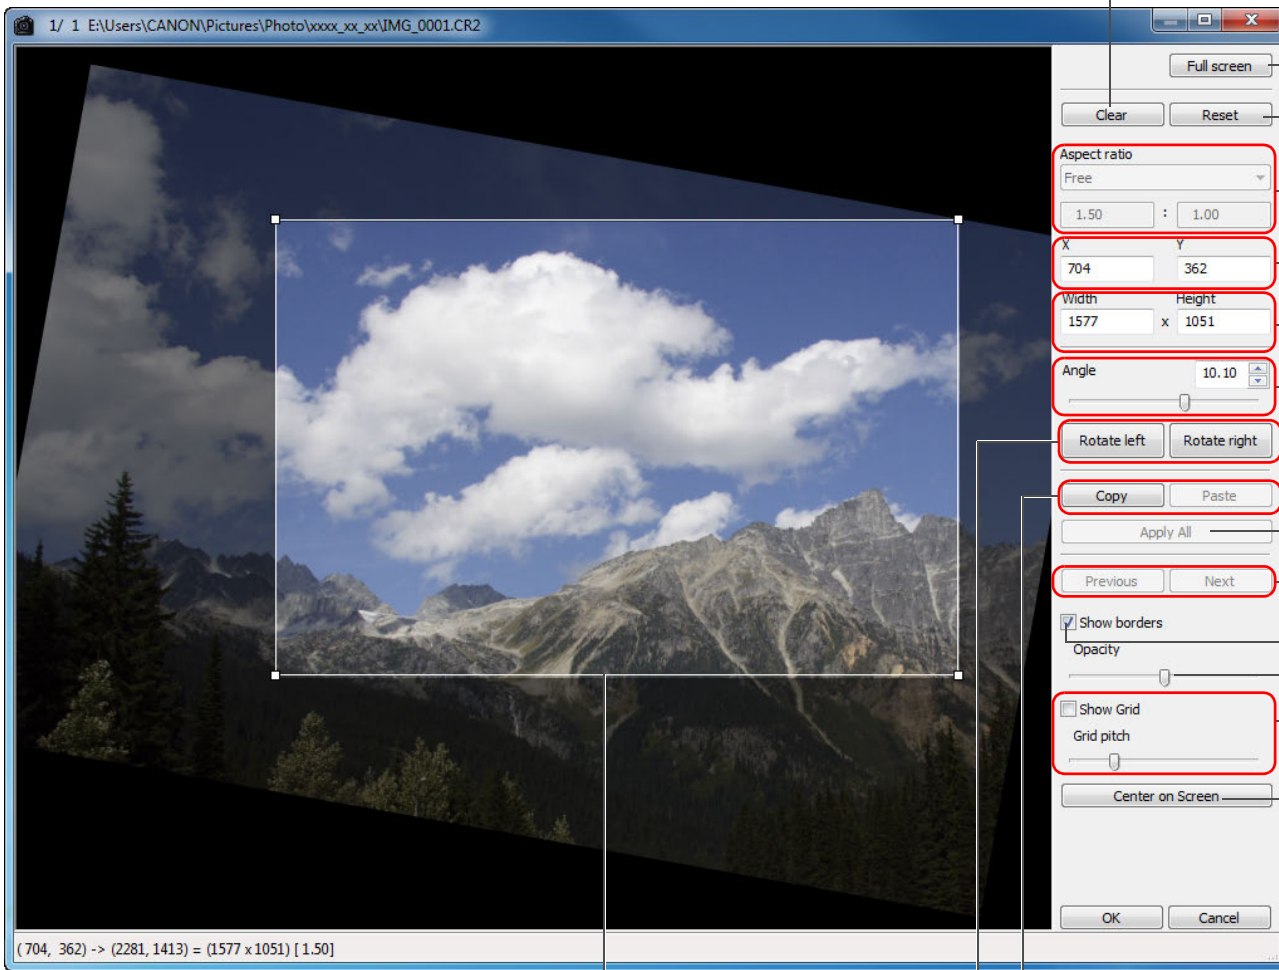 1/ 1 E:\Users\CANON\Pictures\Photo\xxxx_xx_xx\IMG_0001.CR2
Full screen
Clear Reset
Aspect ratio
Free
1.50 : 1.00
X Y
704 362
Width Height
1577 x 1051
Angle 10.10
Rotate left Rotate right
Copy Paste
Apply All
Previous Next
Show borders
Opacity
Show Grid
Grid pitch
Center on Screen
OK Cancel
( 704, 362) -> (2281, 1413) = (1577 x 1051) [ 1.50]